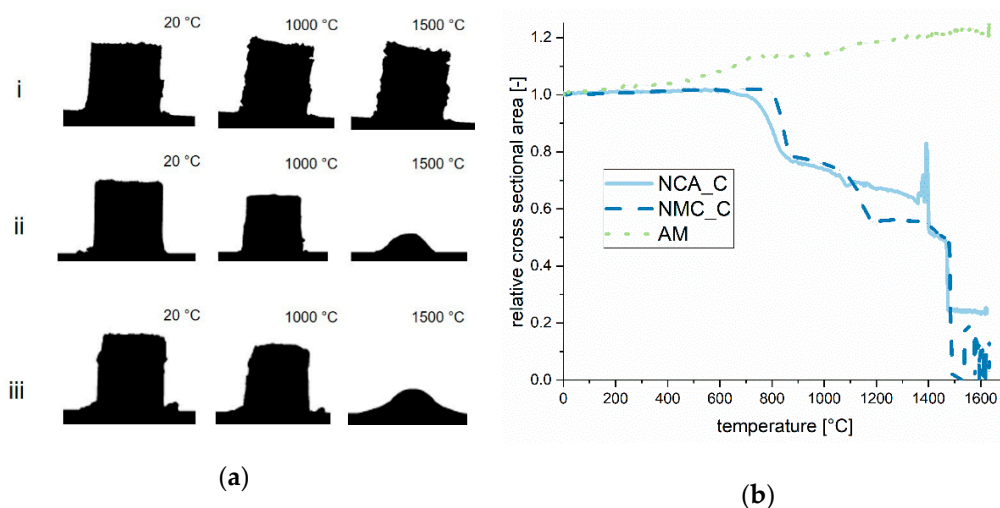 20 °C 1000 °C 1500 °C
i
20 °C 1000 °C 1500 °C
ii
20 °C 1000 °C 1500 °C
iii
(a)
b)
relative cross sectional area [-]
1.2
1.0
0.8
0.6
0.4
0.2
0.0
NCA_C
NMC_C
AM
0 200 400 600 800 1000 1200 1400 1600
temperature [°C]
(b)